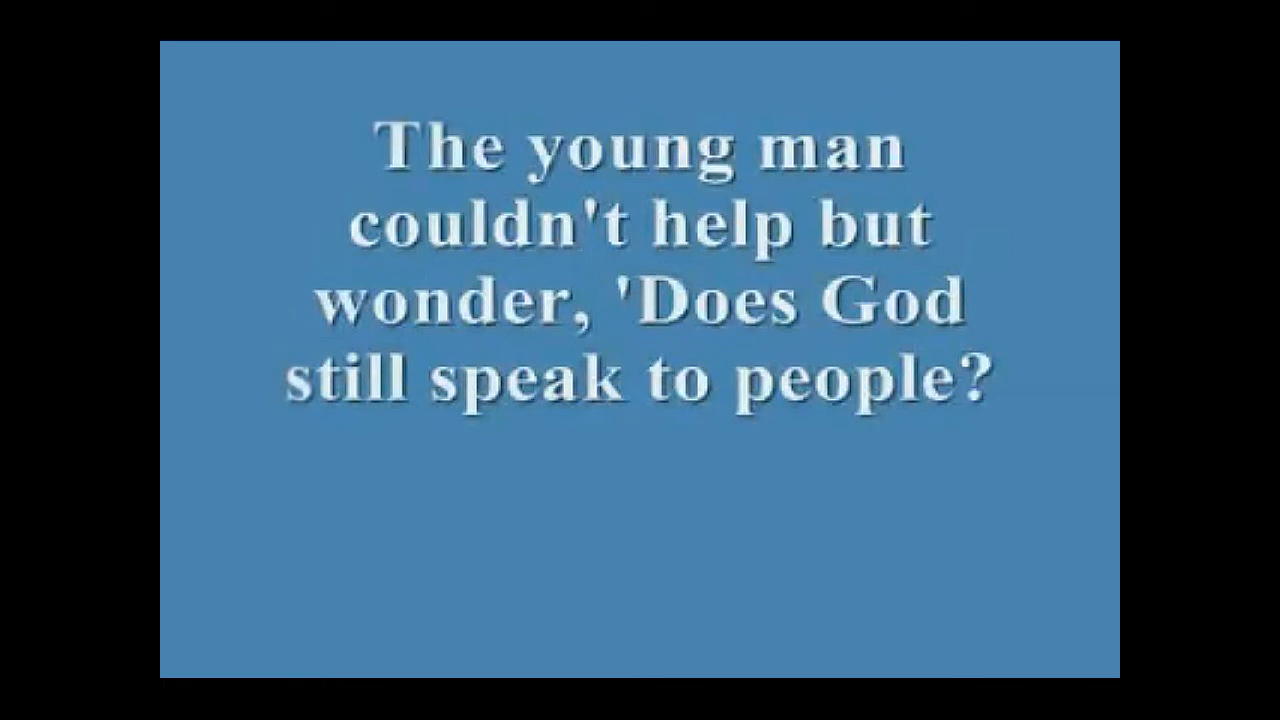 The young man
couldn't help but
wonder, 'Does God
still speak to people?